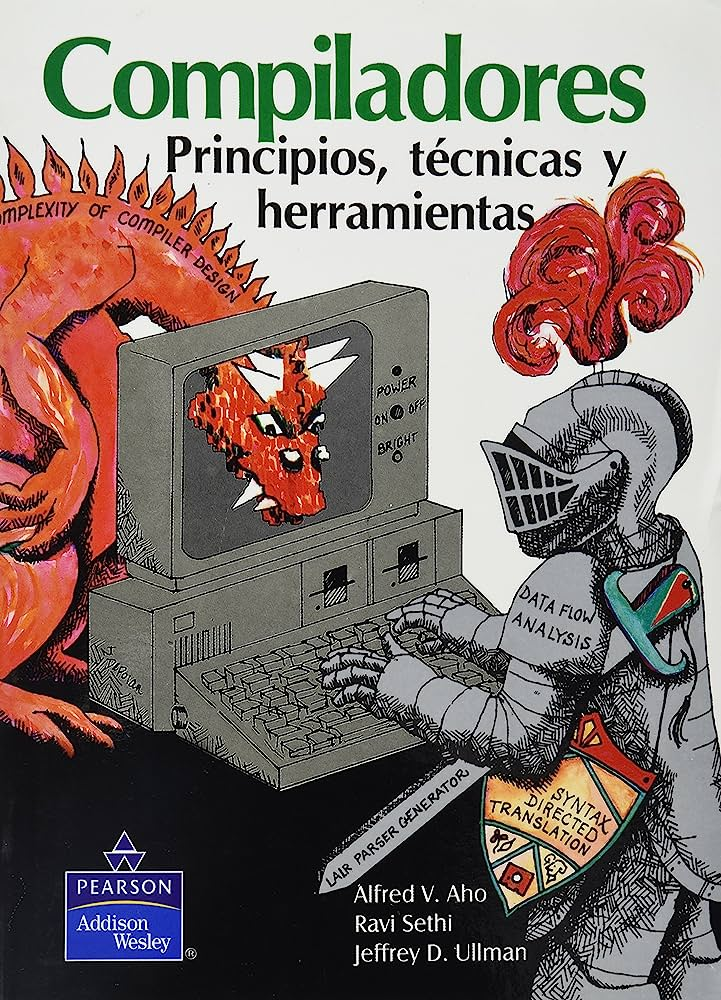 Compiladores
Principios, técnicas y
herramientas
OMPLEXITY OF COMPILER DESIGN
POWER
ON OFF
BRIGHT
DATA FLOW
ANALYSIS
SYNTAX
DIRECTED
TRANSLATION
LALR PARSER GENERATOR
PEARSON
Addison
Wesley
®
Alfred V. Aho
Ravi Sethi
Jeffrey D. Ullman